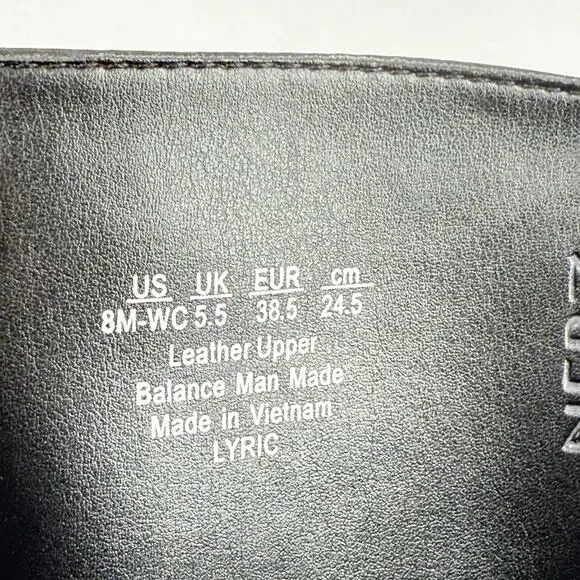 US UK EUR cm
8M-WC 5.5 38.5 24.5
Leather Upper
Balance Man Made
Made in Vietnam
LYRIC